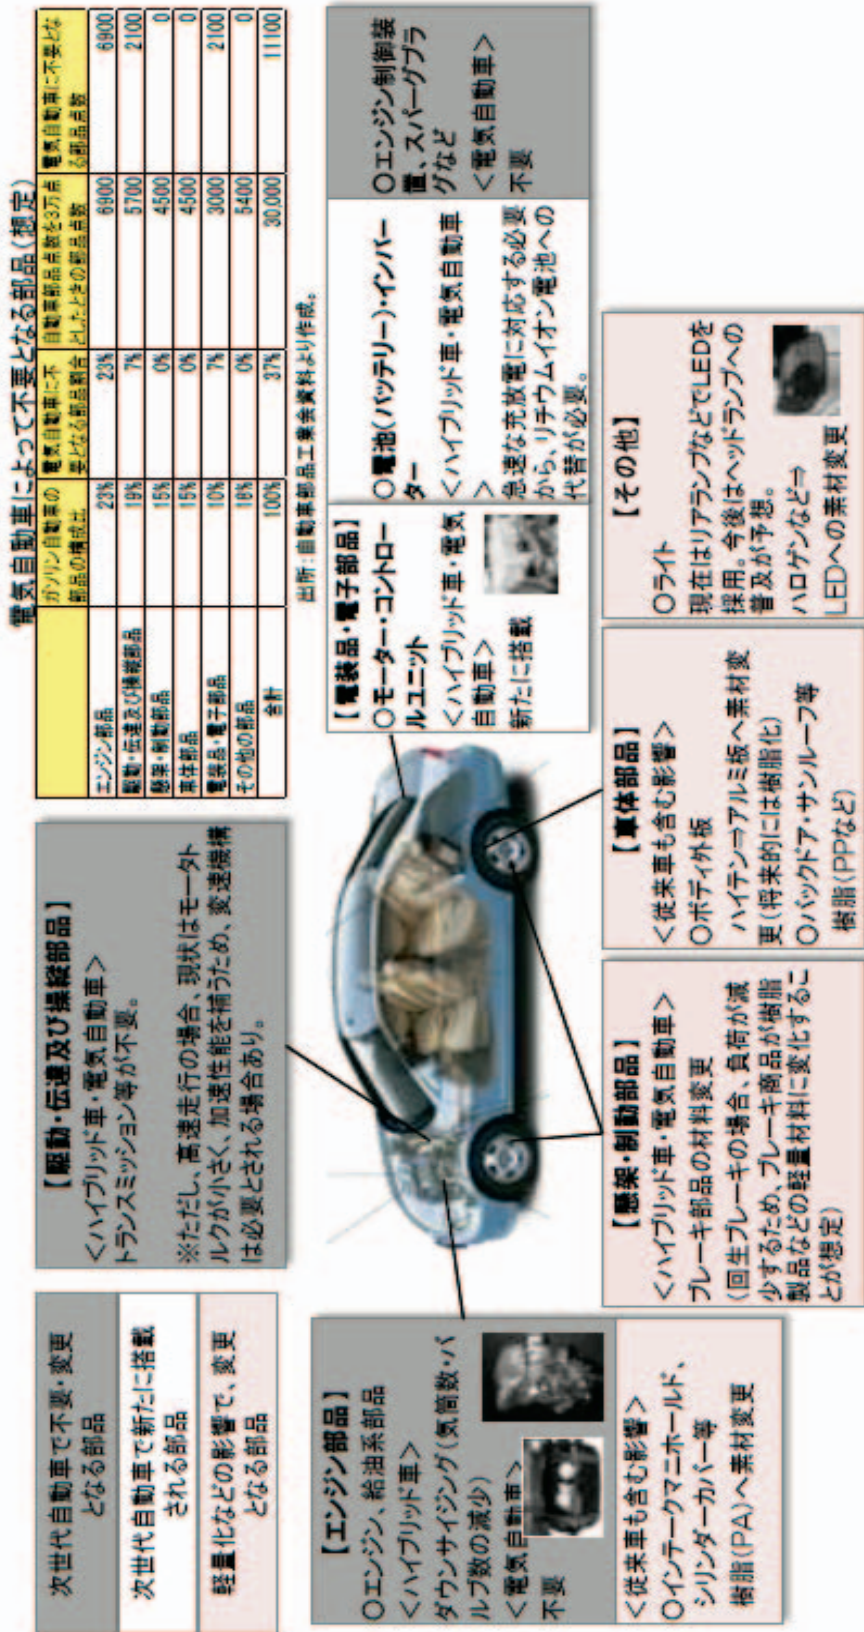 次世代自動車で不要・変更
となる部品
次世代自動車で新たに搭載
される部品
軽量化などの影響で、変更
となる部品
【駆動・伝達及び操縦部品】
<ハイブリッド車・電気自動車>
トランスミッション等が不要。
※ただし、高速走行の場合、現状はモータト
ルクが小さく、加速性能を補うため、変速機構
は必要とされる場合あり。
電気自動車によって不要となる部品(想定)
ガソリン自動車の
部品の構成比
電気自動車に不
要となる部品割合
自動車部品点数を3万点
としたときの部品点数
電気自動車に不要とな
る部品点数
エンジン部品 23% 23% 6900 6900
駆動・伝達及び操縦部品 19% 7% 5700 2100
懸架・制動部品 15% 0% 4500 0
車体部品 15% 0% 4500 0
電装品・電子部品 10% 7% 3000 2100
その他の部品 18% 0% 5400 0
合計 100% 37% 30,000 11100
出所:自動車部品工業会資料より作成。
【エンジン部品】
○エンジン、給油系部品
<ハイブリッド車>
ダウンサイジング(気筒数・バ
ルブ数の減少)
<電気自動車>
不要
<従来車も含む影響>
○インテークマニホールド、
シリンダーカバー等
樹脂(PA)へ素材変更
【電装品・電子部品】
○モーター・コントロー
ルユニット
<ハイブリッド車・電気
自動車>
新たに搭載
○電池(バッテリー)・インバー
ター
<ハイブリッド車・電気自動車
>
急速な充放電に対応する必要
から、リチウムイオン電池への
代替が必要。
○エンジン制御装
置、スパーグプラ
グなど
<電気自動車>
不要
【懸架・制動部品】
<ハイブリッド車・電気自動車>
ブレーキ部品の材料変更
(回生ブレーキの場合、負荷が減
少するため、ブレーキ商品が樹脂
製品などの軽量材料に変化するこ
とが想定)
【車体部品】
<従来車も含む影響>
○ボディ外板
ハイテン⇒アルミ板へ素材変
更(将来的には樹脂化)
○バックドア・サンルーフ等
樹脂(PPなど)
【その他】
○ライト
現在はリアランプなどでLEDを
採用。今後はヘッドランプへの
普及が予想。
ハロゲンなど⇒
LEDへの素材変更